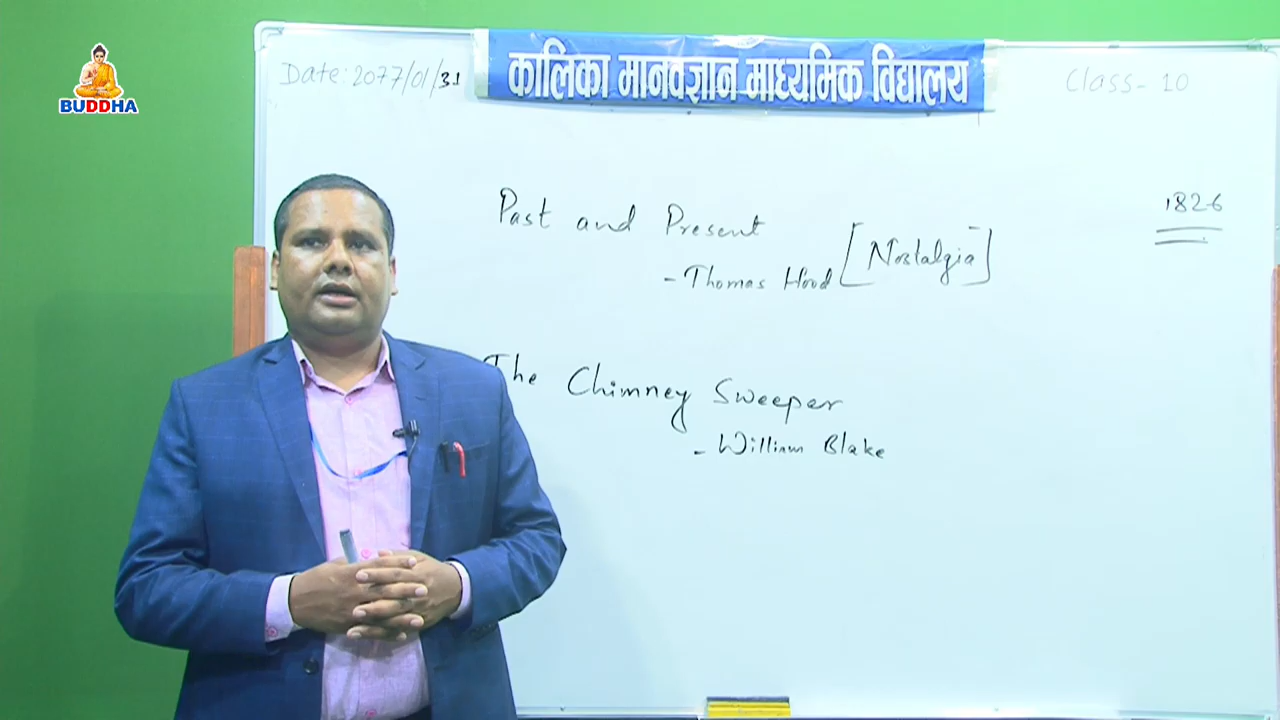 BUDDHA
Date: 2077/01/31
कालिका मानवज्ञान माध्यमिक विद्यालय
Class- 10
1826
Past and Present
- Thomas Hood [Nostalgia]
The Chimney Sweeper
- William Blake